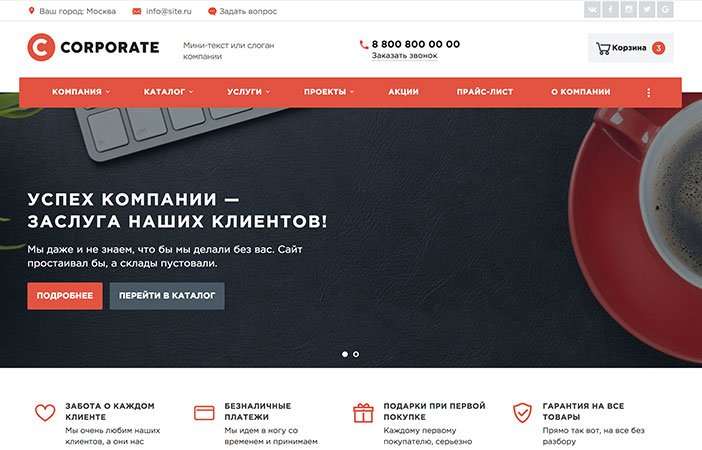 Ваш город: Москва
info@site.ru
Задать вопрос
C CORPORATE
Мини-текст или слоган
компании
8 800 800 00 00
Заказать звонок
Корзина 3
КОМПАНИЯ
КАТАЛОГ
УСЛУГИ
ПРОЕКТЫ
АКЦИИ
ПРАЙС-ЛИСТ
О КОМПАНИИ
УСПЕХ КОМПАНИИ —
ЗАСЛУГА НАШИХ КЛИЕНТОВ!
Мы даже и не знаем, что бы мы делали без вас. Сайт
простаивал бы, а склады пустовали.
ПОДРОБНЕЕ
ПЕРЕЙТИ В КАТАЛОГ
ЗАБОТА О КАЖДОМ
КЛИЕНТЕ
Мы очень любим наших
клиентов, а они нас
БЕЗНАЛИЧНЫЕ
ПЛАТЕЖИ
Мы идем в ногу со
временем и принимаем
ПОДАРКИ ПРИ ПЕРВОЙ
ПОКУПКЕ
Каждому первому
покупателю, серьезно
ГАРАНТИЯ НА ВСЕ
ТОВАРЫ
Прямо так вот, на все без
разбору